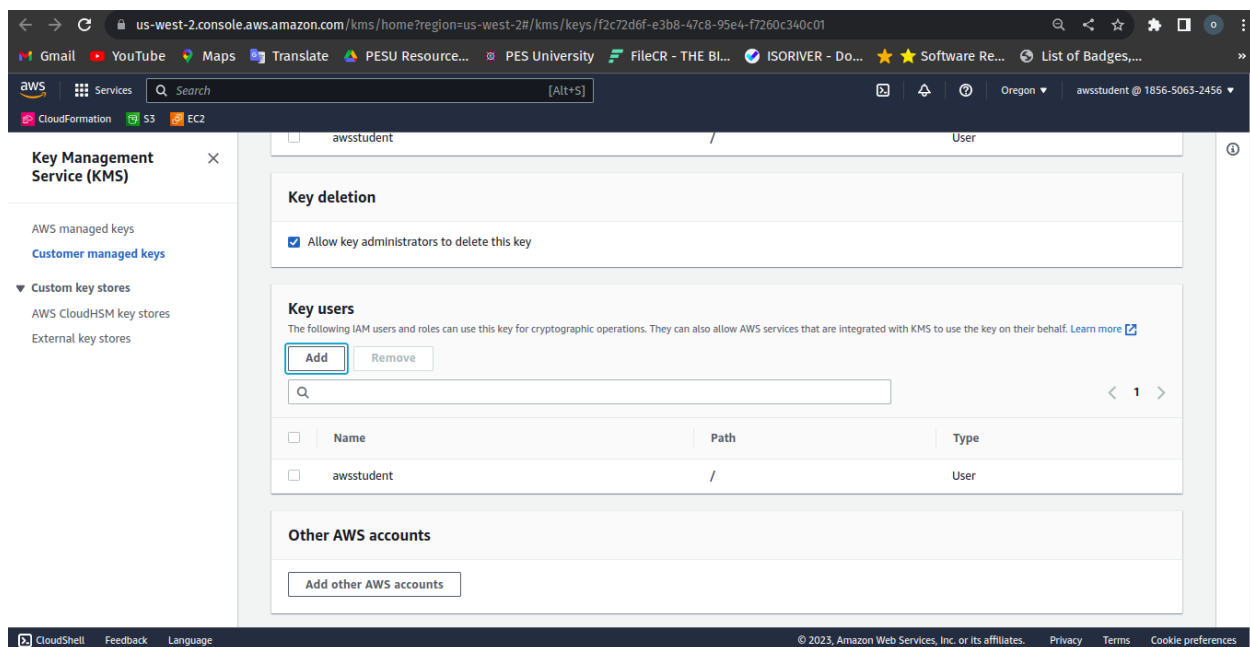 us-west-2.console.aws.amazon.com/kms/home?region=us-west-2#/kms/keys/f2c72d6f-e3b8-47c8-95e4-f7260c340c01
Gmail YouTube Maps Translate PESU Resource... PES University FileCR - THE BI... ISORIVER - Do... Software Re... List of Badges,... »
aws Services Search [Alt+S] Oregon ▼ awsstudent @ 1856-5063-2456 ▼
CloudFormation S3 EC2
Key Management
Service (KMS)
AWS managed keys
Customer managed keys
▼ Custom key stores
AWS CloudHSM key stores
External key stores
awsstudent / User
Key deletion
Allow key administrators to delete this key
Key users
The following IAM users and roles can use this key for cryptographic operations. They can also allow AWS services that are integrated with KMS to use the key on their behalf. Learn more
Add Remove
< 1 >
Name Path Type
awsstudent / User
Other AWS accounts
Add other AWS accounts
CloudShell Feedback Language © 2023, Amazon Web Services, Inc. or its affiliates. Privacy Terms Cookie preferences